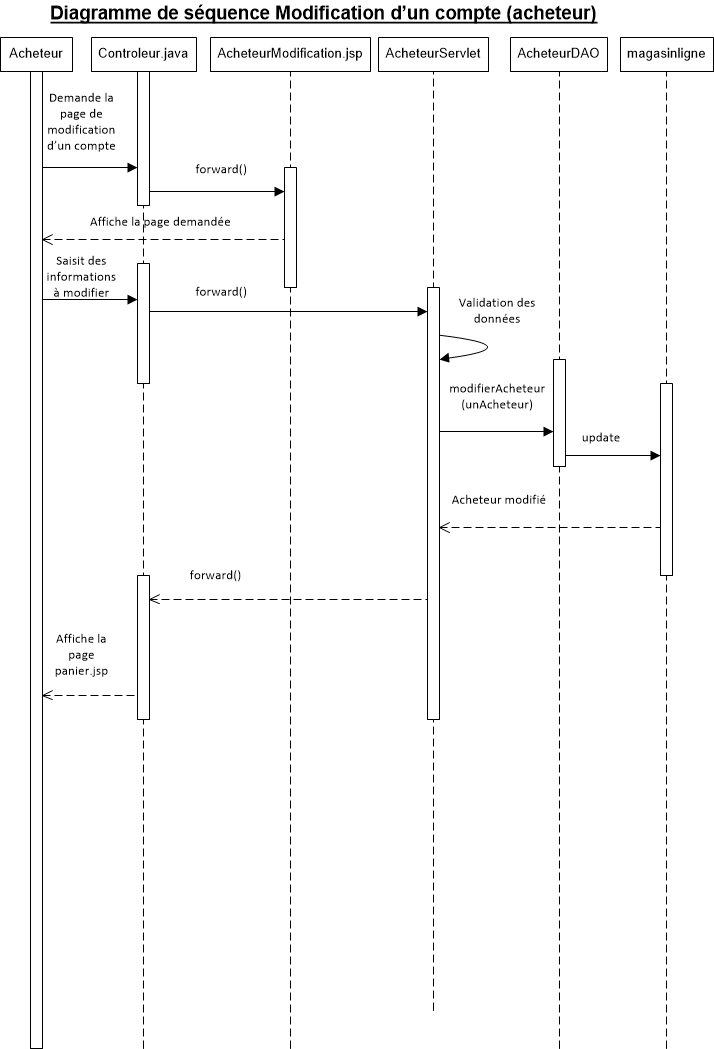 Diagramme de séquence Modification d'un compte (acheteur)
Acheteur
Controleur.java
AcheteurModification.jsp
AcheteurServlet
AcheteurDAO
magasinligne
Demande la
page de
modification
d'un compte
forward()
Affiche la page demandée
Saisit des
informations
à modifier
forward()
Validation des
données
modifierAcheteur
(unAcheteur)
update
Acheteur modifié
forward()
Affiche la
page
panier.jsp